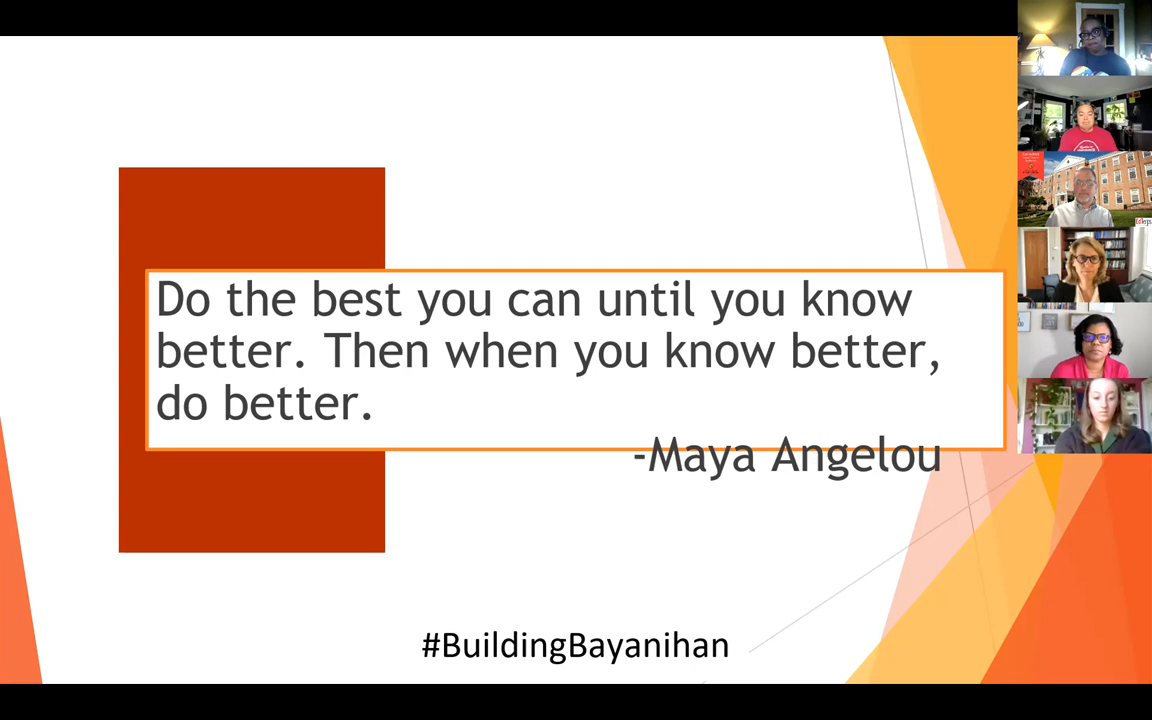 Do the best you can until you know
better. Then when you know better,
do better.
-Maya Angelou
#BuildingBayanihan